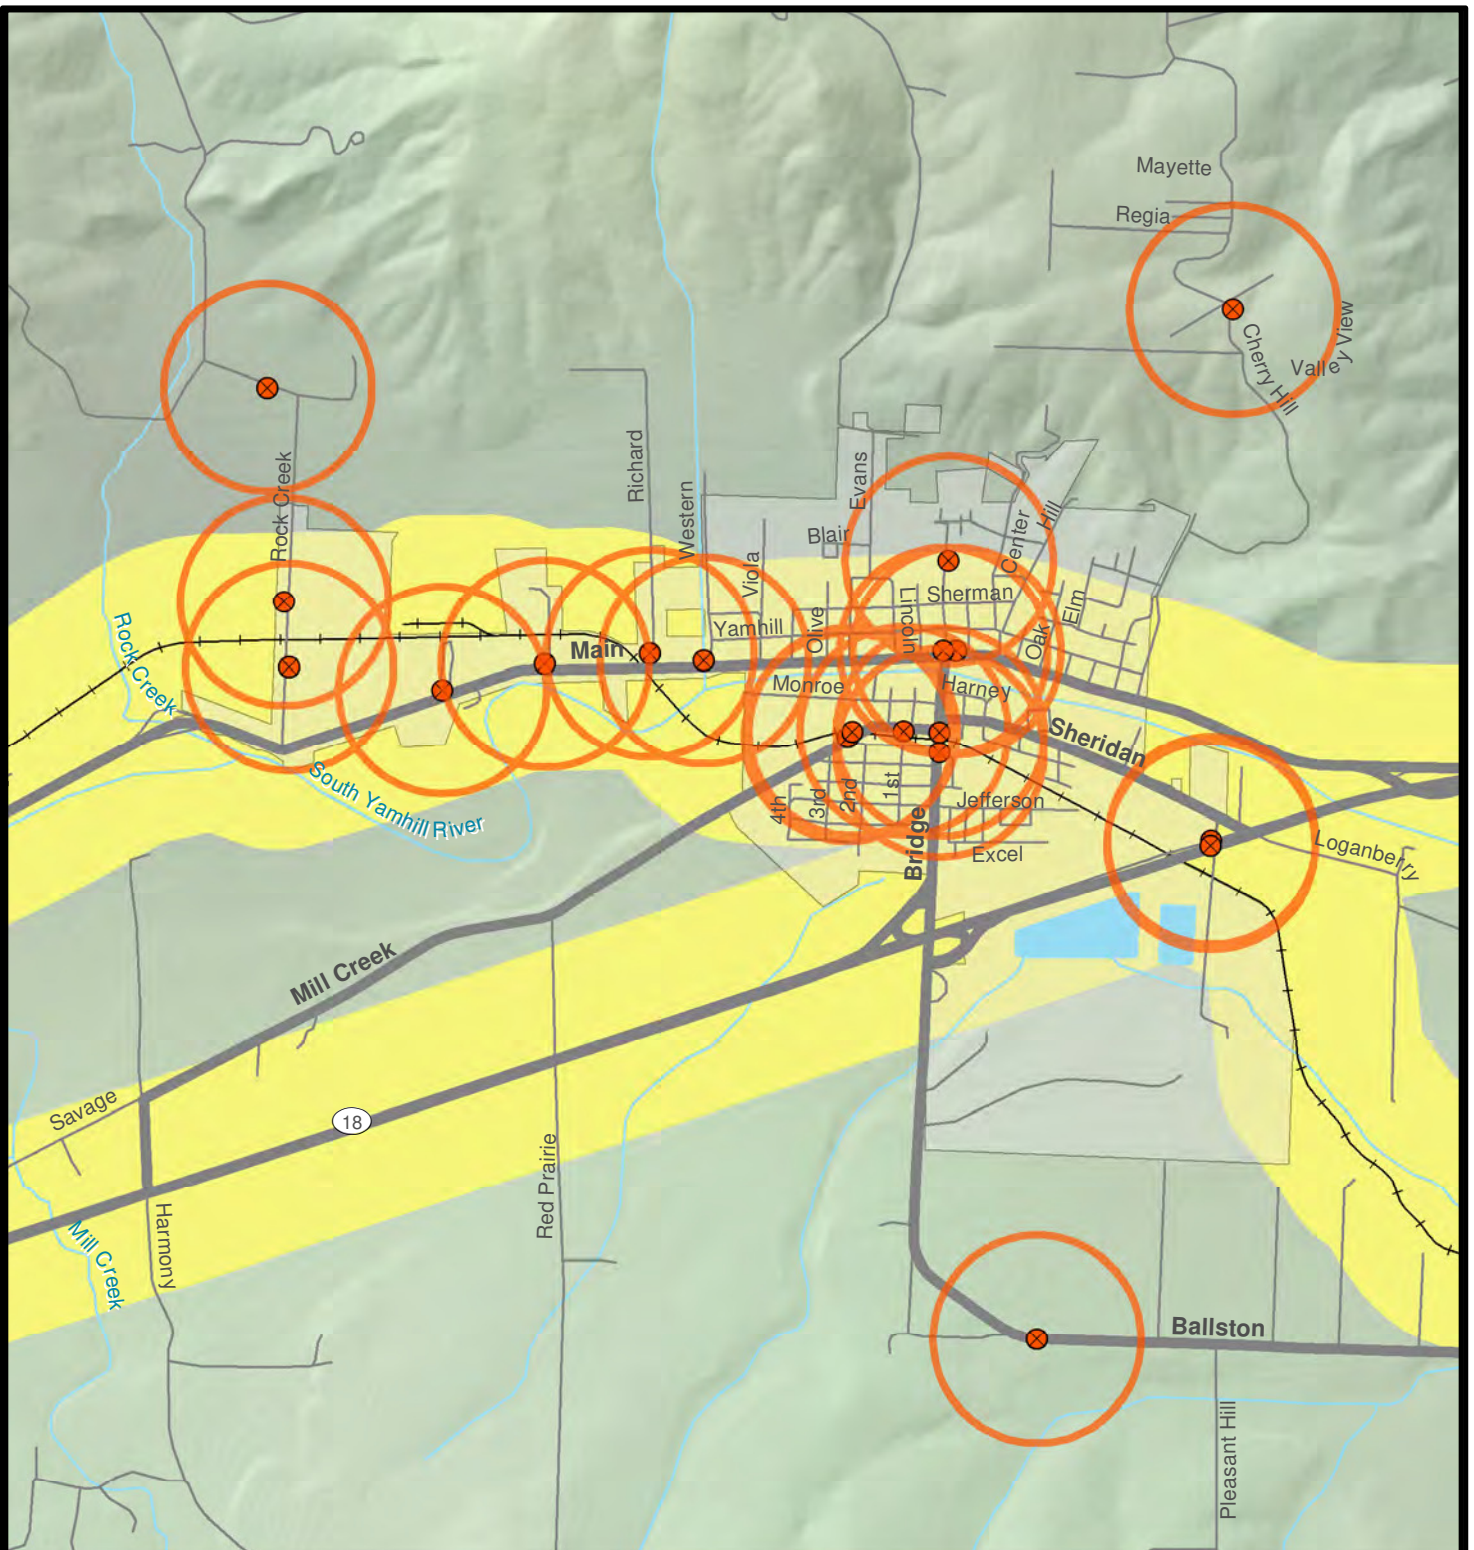 Mayette
Regia
Valley View
Cherry Hill
Richard
Rock Creek
Western
Evans
Blair
Center
Hill
Viola
Sherman
Lincoln
Elm
Olive
Yamhill
Oak
Main
Rock Creek
Monroe
Harney
Sheridan
South Yamhill River
4th
3rd
2nd
1st
Jefferson
Bridge
Excel
Loganberry
Mill Creek
Savage
18
Red Prairie
Harmony
Mill Creek
Ballston
Pleasant Hill